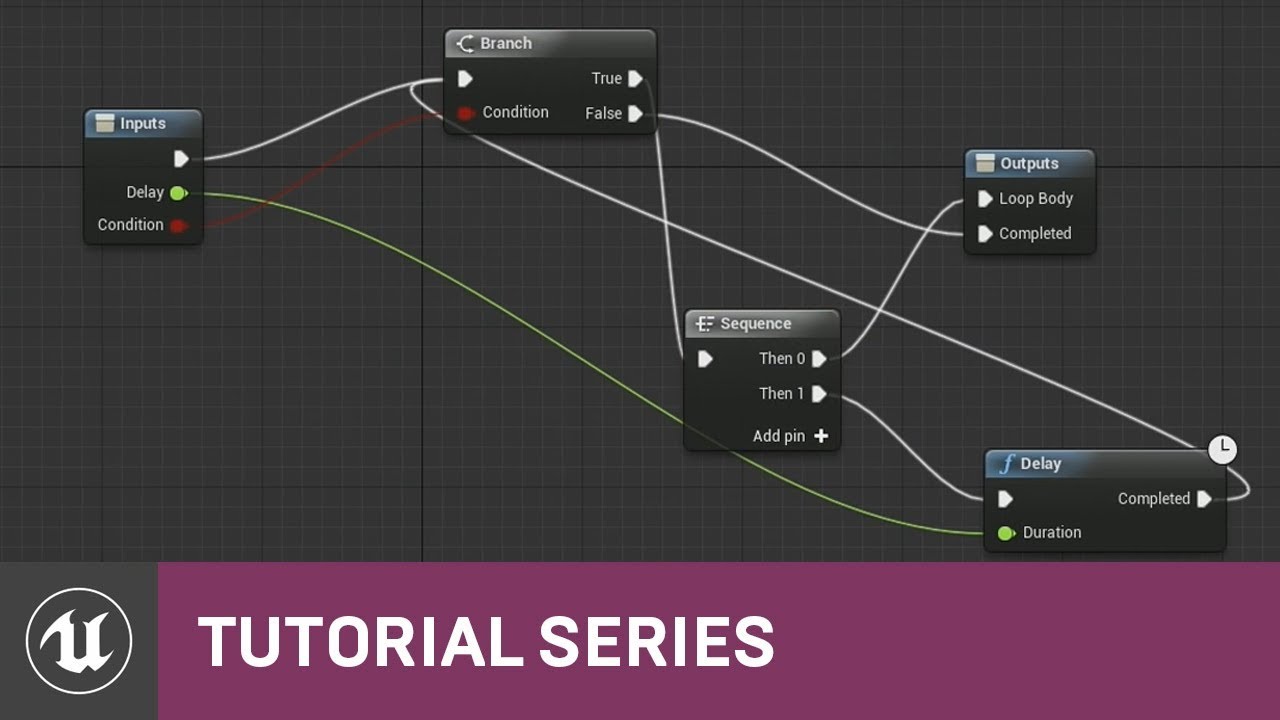 Branch
True
Condition
False
Inputs
Delay
Condition
Outputs
Loop Body
Completed
Sequence
Then 0
Then 1
Add pin
f Delay
Completed
Duration
TUTORIAL SERIES